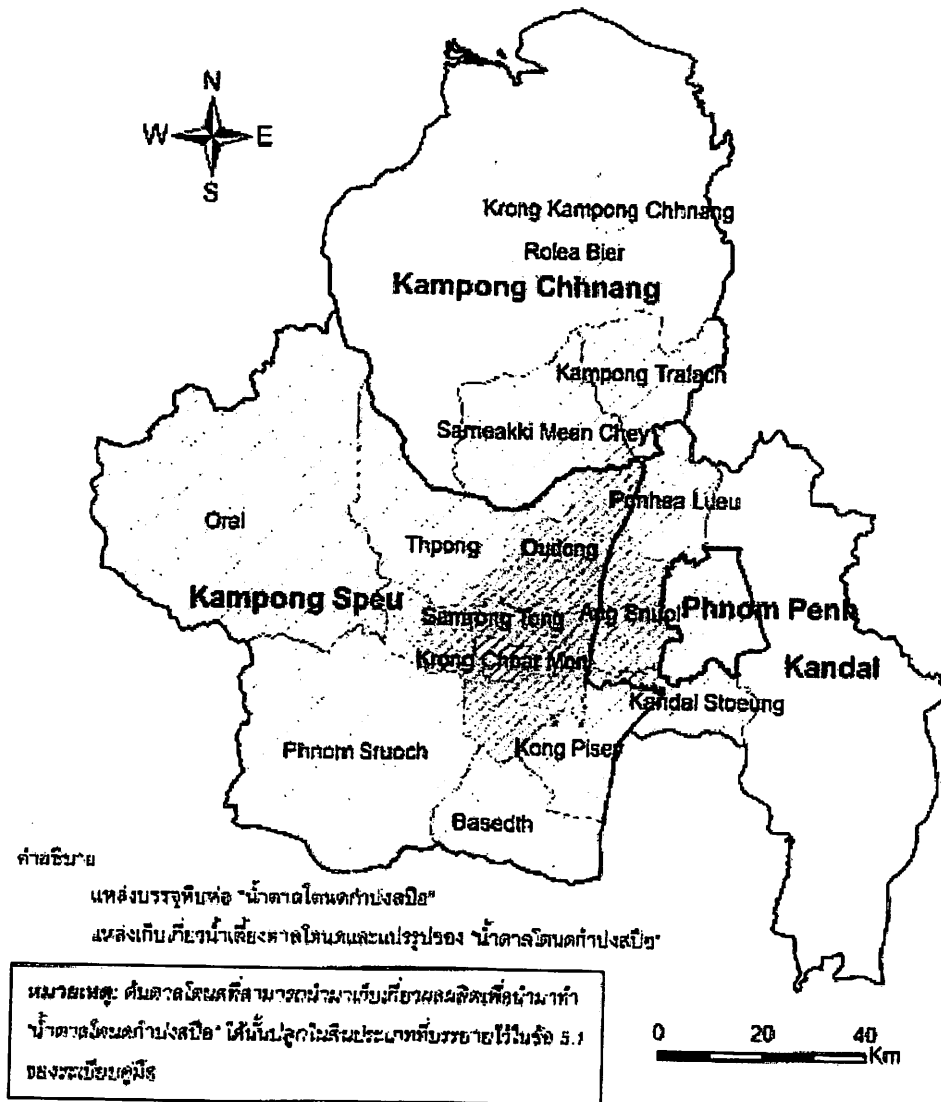 N
W E
S
Krong Kampong Chhnang
Rolea Bier
Kampong Chhnang
Kampong Tralach
Sameakki Mean Chey
Ponhea Lueu
Oral
Thpong
Oudong
Kampong Speu
Samrong Tong
Ang Snuol
Phnom Penh
Krong Chbar Mon
Kandal
Kandal Stoeung
Phnom Sruoch
Kong Pisey
Basedth
คำอธิบาย
แหล่งบรรจุหีบห่อ "น้ำตาลโตนดกำปงสปือ"
แหล่งเก็บเกี่ยวน้ำเลี้ยงตาลโตนดและแปรรูปของ "น้ำตาลโตนดกำปงสปือ"
หมายเหตุ: ต้นตาลโตนดที่สามารถนำมาเก็บเกี่ยวผลผลิตเพื่อนำมาทำ
"น้ำตาลโตนดกำปงสปือ" ได้นั้นปลูกในดินประเภทที่บรรยายไว้ในข้อ 5.1
ของระเบียบคู่มือ
0 20 40
Km